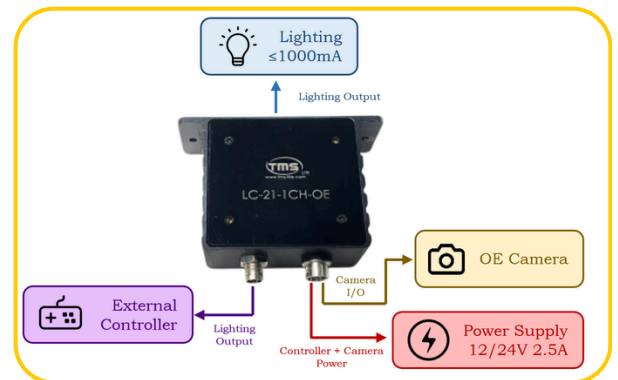 Lighting
≤1000mA
Lighting Output
TMS
www.tms-lite.com
LC-21-1CH-OE
OE Camera
Camera
I/O
External
Controller
Lighting
Output
Power Supply
12/24V 2.5A
Controller + Camera
Power